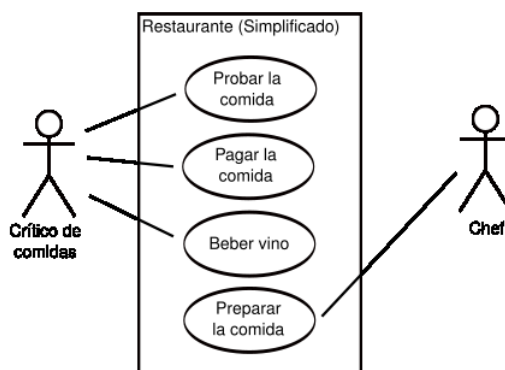 Restaurante (Simplificado)
Probar la
comida
Pagar la
comida
Beber vino
Preparar
la comida
Crítico de
comidas
Chef